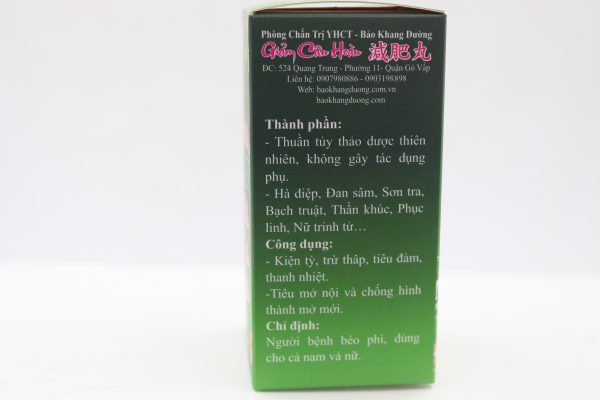 Phòng Chẩn Trị YHCT - Bảo Khang Đường
Giảm Cân Hoàn 減肥丸
ĐC: 524 Quang Trung - Phường 11- Quận Gò Vấp
Liên hệ: 0907980886 - 0903198898
Web: baokhangduong.com.vn
baokhangduong.com
Thành phần:
- Thuần túy thảo dược thiên
nhiên, không gây tác dụng
phụ.
- Hà diệp, Đan sâm, Sơn tra,
Bạch truật, Thần khúc, Phục
linh, Nữ trinh tử...
Công dụng:
- Kiện tỳ, trừ thấp, tiêu đàm,
thanh nhiệt.
-Tiêu mở nội và chống hình
thành mở mới.
Chỉ định:
Người bệnh béo phì, dùng
cho cả nam và nữ.